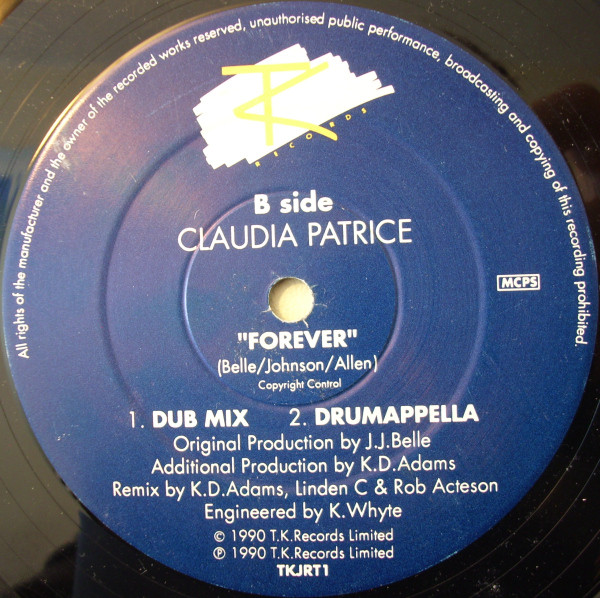 All rights of the manufacturer and the owner of the recorded works reserved, unauthorised public performance, broadcasting and copying of this recording prohibited.
TK
RECORDS
B side
CLAUDIA PATRICE
MCPS
"FOREVER"
(Belle/Johnson/Allen)
Copyright Control
1. DUB MIX 2. DRUMAPPELLA
Original Production by J.J.Belle
Additional Production by K.D.Adams
Remix by K.D.Adams, Linden C & Rob Acteson
Engineered by K.Whyte
© 1990 T.K.Records Limited
℗ 1990 T.K.Records Limited
TKJRT1